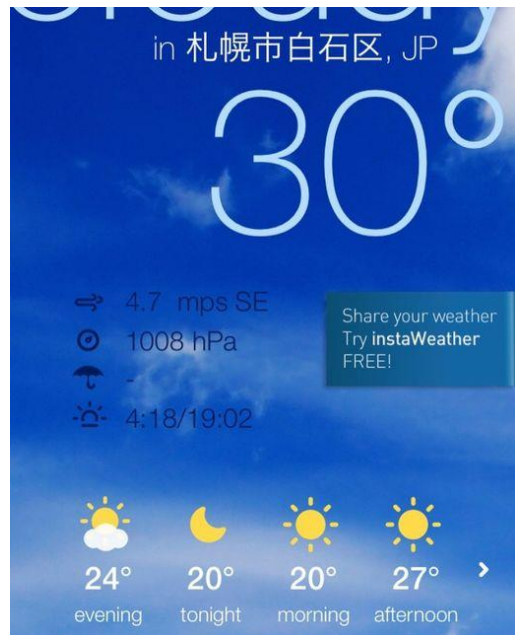 in 札幌市白石区, JP
30°
4.7 mps SE
1008 hPa
-
4:18/19:02
Share your weather
Try instaWeather
FREE!
24° 20° 20° 27°
evening tonight morning afternoon